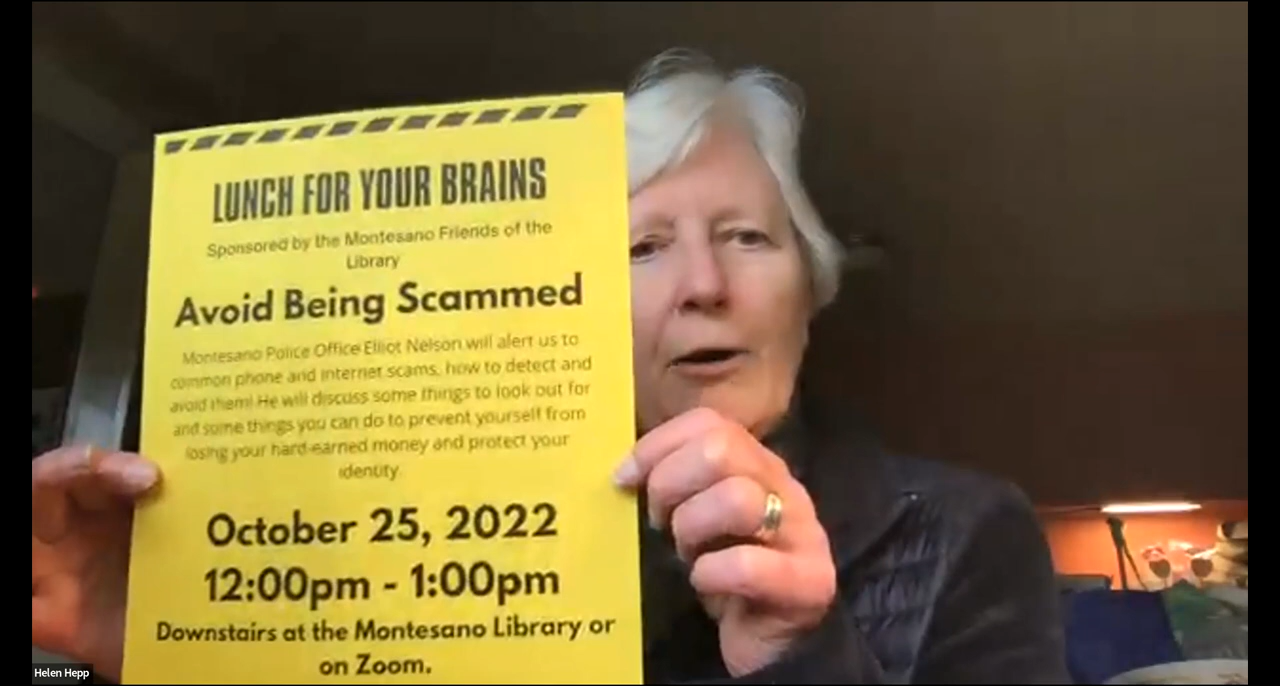 LUNCH FOR YOUR BRAINS
Sponsored by the Montesano Friends of the
Library
Avoid Being Scammed
Montesano Police Office Elliot Nelson will alert us to
common phone and internet scams, how to detect and
avoid them! He will discuss some things to look out for
and some things you can do to prevent yourself from
losing your hard-earned money and protect your
identity.
October 25, 2022
12:00pm - 1:00pm
Downstairs at the Montesano Library or
on Zoom.
Helen Hepp